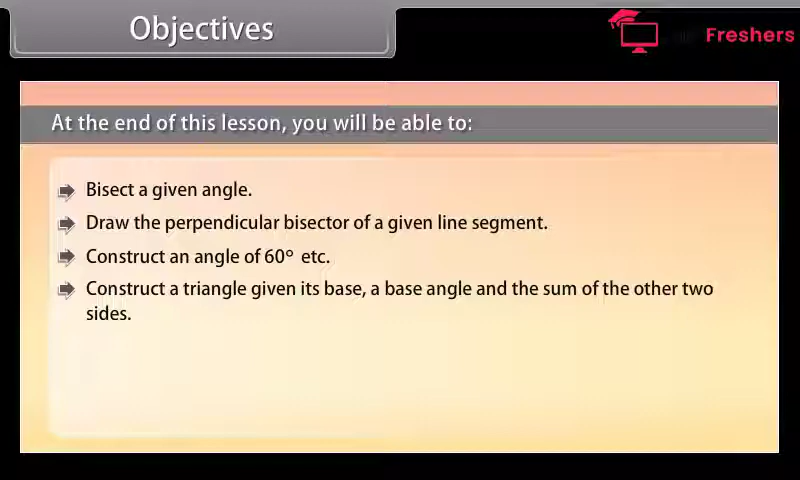 Objectives
Freshers
At the end of this lesson, you will be able to:
Bisect a given angle.
Draw the perpendicular bisector of a given line segment.
Construct an angle of 60° etc.
Construct a triangle given its base, a base angle and the sum of the other two
sides.